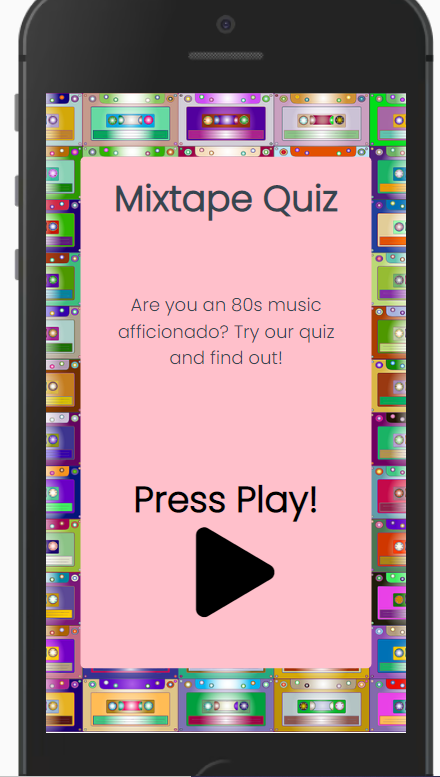 Mixtape Quiz
Are you an 80s music
afficionado? Try our quiz
and find out!
Press Play!